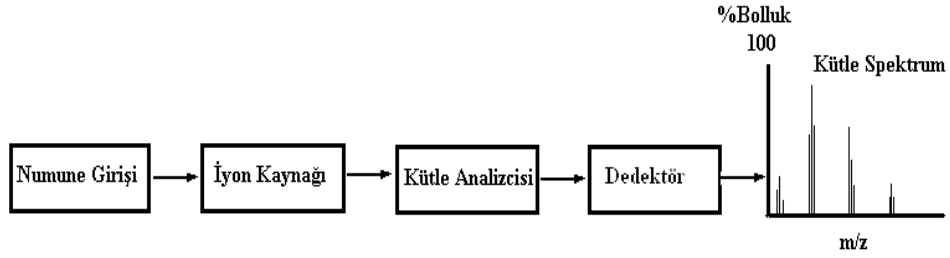 %Bolluk
100
Kütle Spektrum
Numune Girişi
İyon Kaynağı
Kütle Analizcisi
Dedektör
m/z